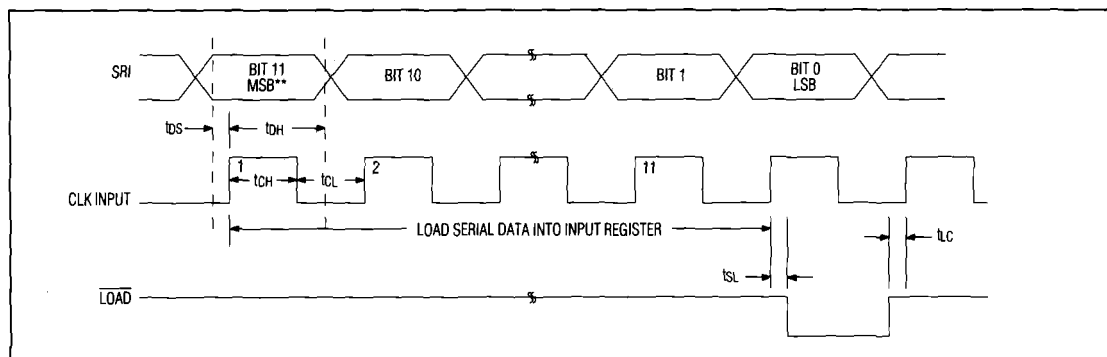 SRI
BIT 11
MSB**
BIT 10
BIT 1
BIT 0
LSB
tDS
tDH
1
2
11
tCH
tCL
CLK INPUT
LOAD SERIAL DATA INTO INPUT REGISTER
tLC
tSL
LOAD